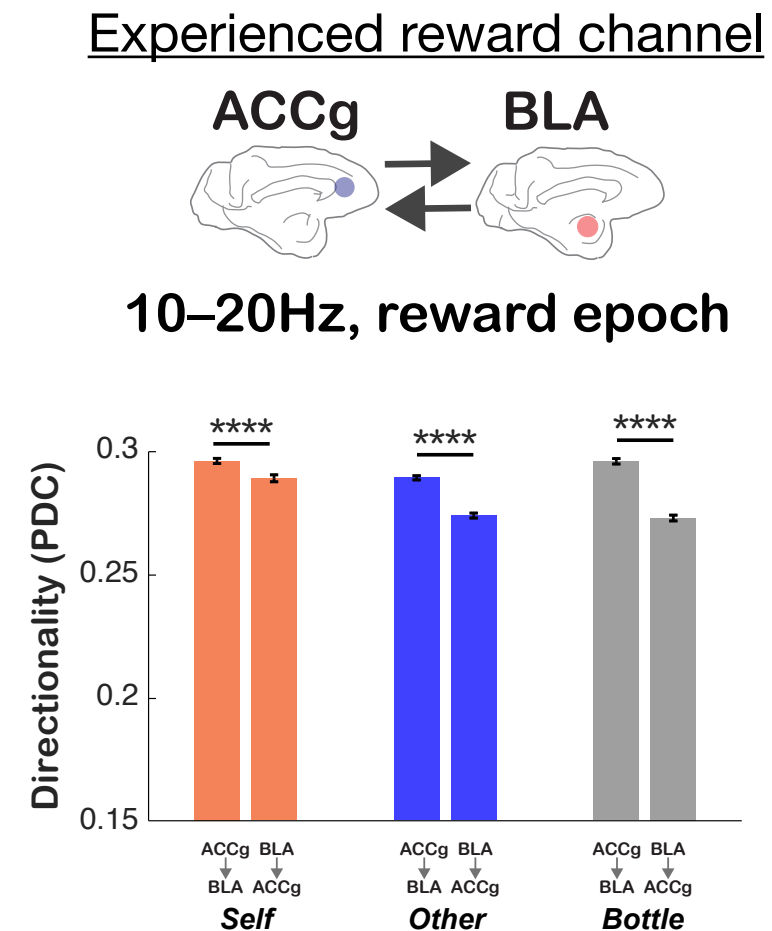 Experienced reward channel
ACCg BLA
10–20Hz, reward epoch
**** **** ****
0.3
0.25
0.2
0.15
Directionality (PDC)
ACCg BLA ACCg BLA ACCg BLA
BLA ACCg BLA ACCg BLA ACCg
Self Other Bottle